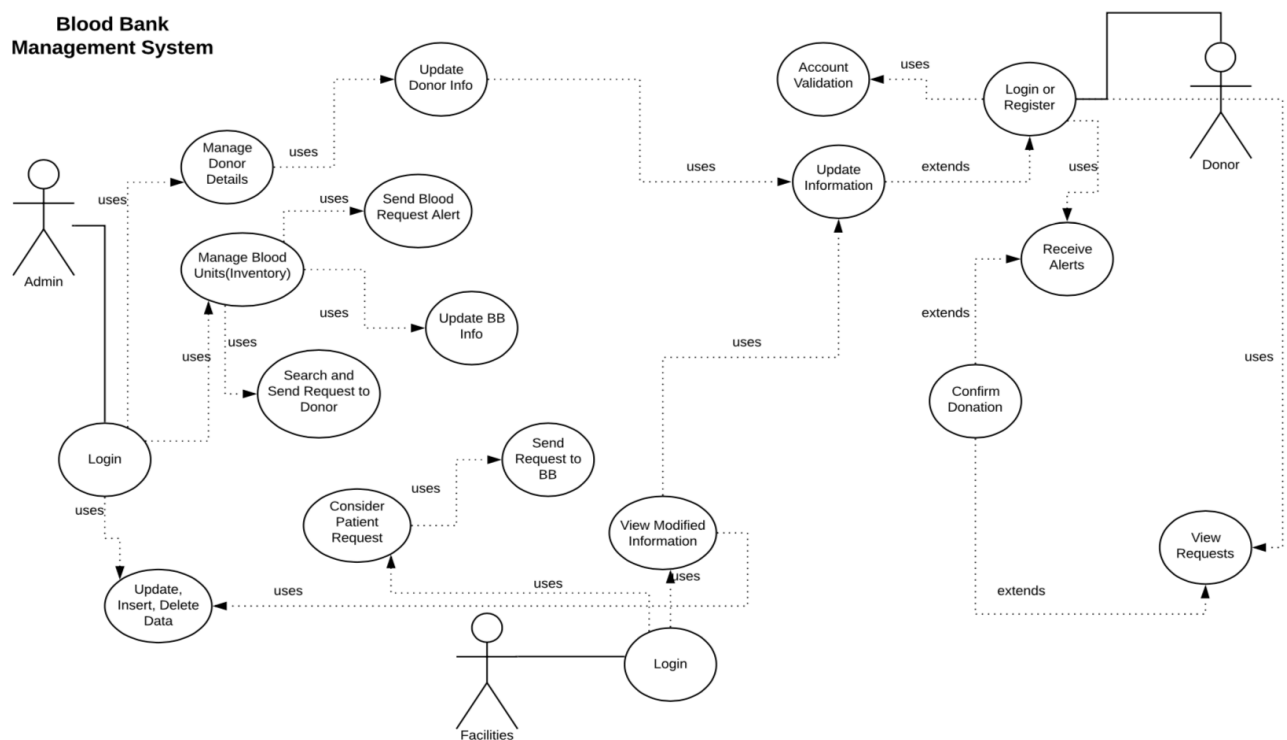 Blood Bank
Management System
Update
Donor Info
Account
Validation
uses
Login or
Register
Donor
Manage
Donor
Details
uses
uses
Update
Information
extends
uses
uses
Send Blood
Request Alert
uses
Admin
Manage Blood
Units(Inventory)
Receive
Alerts
uses
Update BB
Info
extends
uses
uses
uses
uses
Search and
Send Request to
Donor
Confirm
Donation
Login
Send
Request to
BB
uses
uses
Consider
Patient
Request
View Modified
Information
View
Requests
uses
uses
uses
extends
Update,
Insert, Delete
Data
Login
Facilities